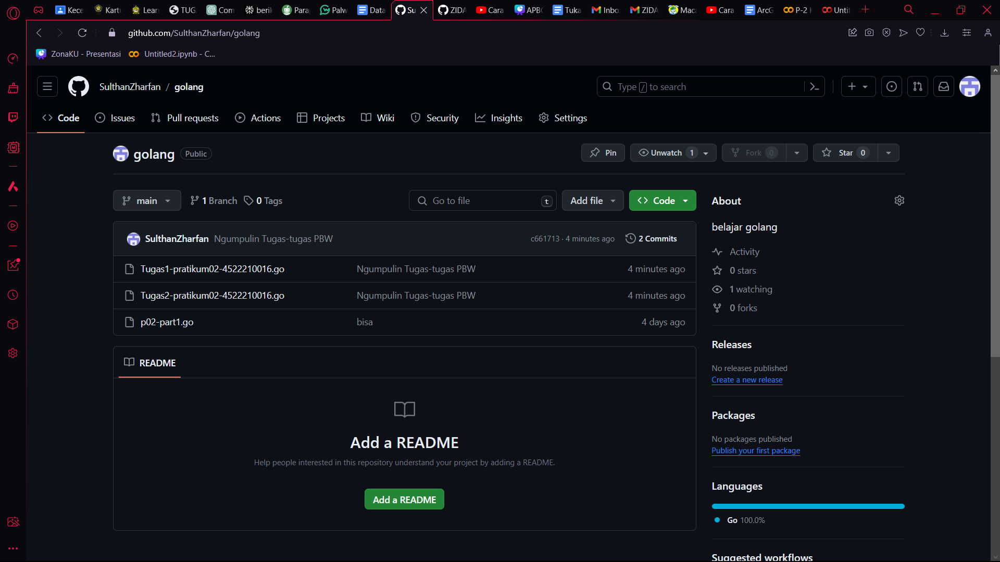 Kece
Kartu
Lear
TUG
Com
beri
Para
Palw
Data
Su
ZIDA
Cara
APB
Tuka
Inbo
ZIDA
Maca
Cara
ArcG
P-2
Untit
github.com/SulthanZharfan/golang
ZonaKU - Presentasi
Untitled2.ipynb - C...
SulthanZharfan / golang
Type / to search
Code
Issues
Pull requests
Actions
Projects
Wiki
Security
Insights
Settings
golang Public
Pin
Unwatch 1
Fork 0
Star 0
main
1 Branch
0 Tags
Go to file t
Add file
Code
SulthanZharfan Ngumpulin Tugas-tugas PBW c661713 · 4 minutes ago 2 Commits
Tugas1-pratikum02-4522210016.go Ngumpulin Tugas-tugas PBW 4 minutes ago
Tugas2-pratikum02-4522210016.go Ngumpulin Tugas-tugas PBW 4 minutes ago
p02-part1.go bisa 4 days ago
README
Add a README
Help people interested in this repository understand your project by adding a README.
Add a README
About
belajar golang
Activity
0 stars
1 watching
0 forks
Releases
No releases published
Create a new release
Packages
No packages published
Publish your first package
Languages
Go 100.0%
Suggested workflows